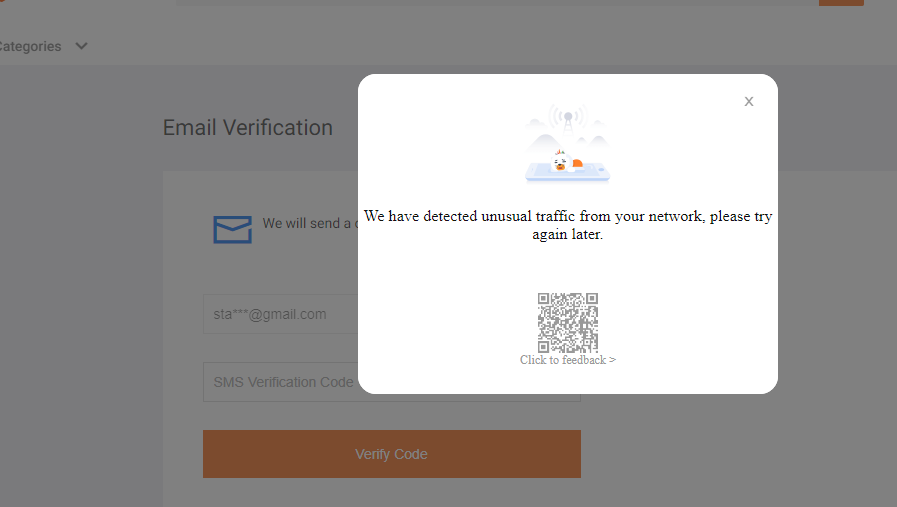 Categories
Email Verification
x
We will send a
We have detected unusual traffic from your network, please try
again later.
sta***@gmail.com
SMS Verification Code
Click to feedback >
Verify Code